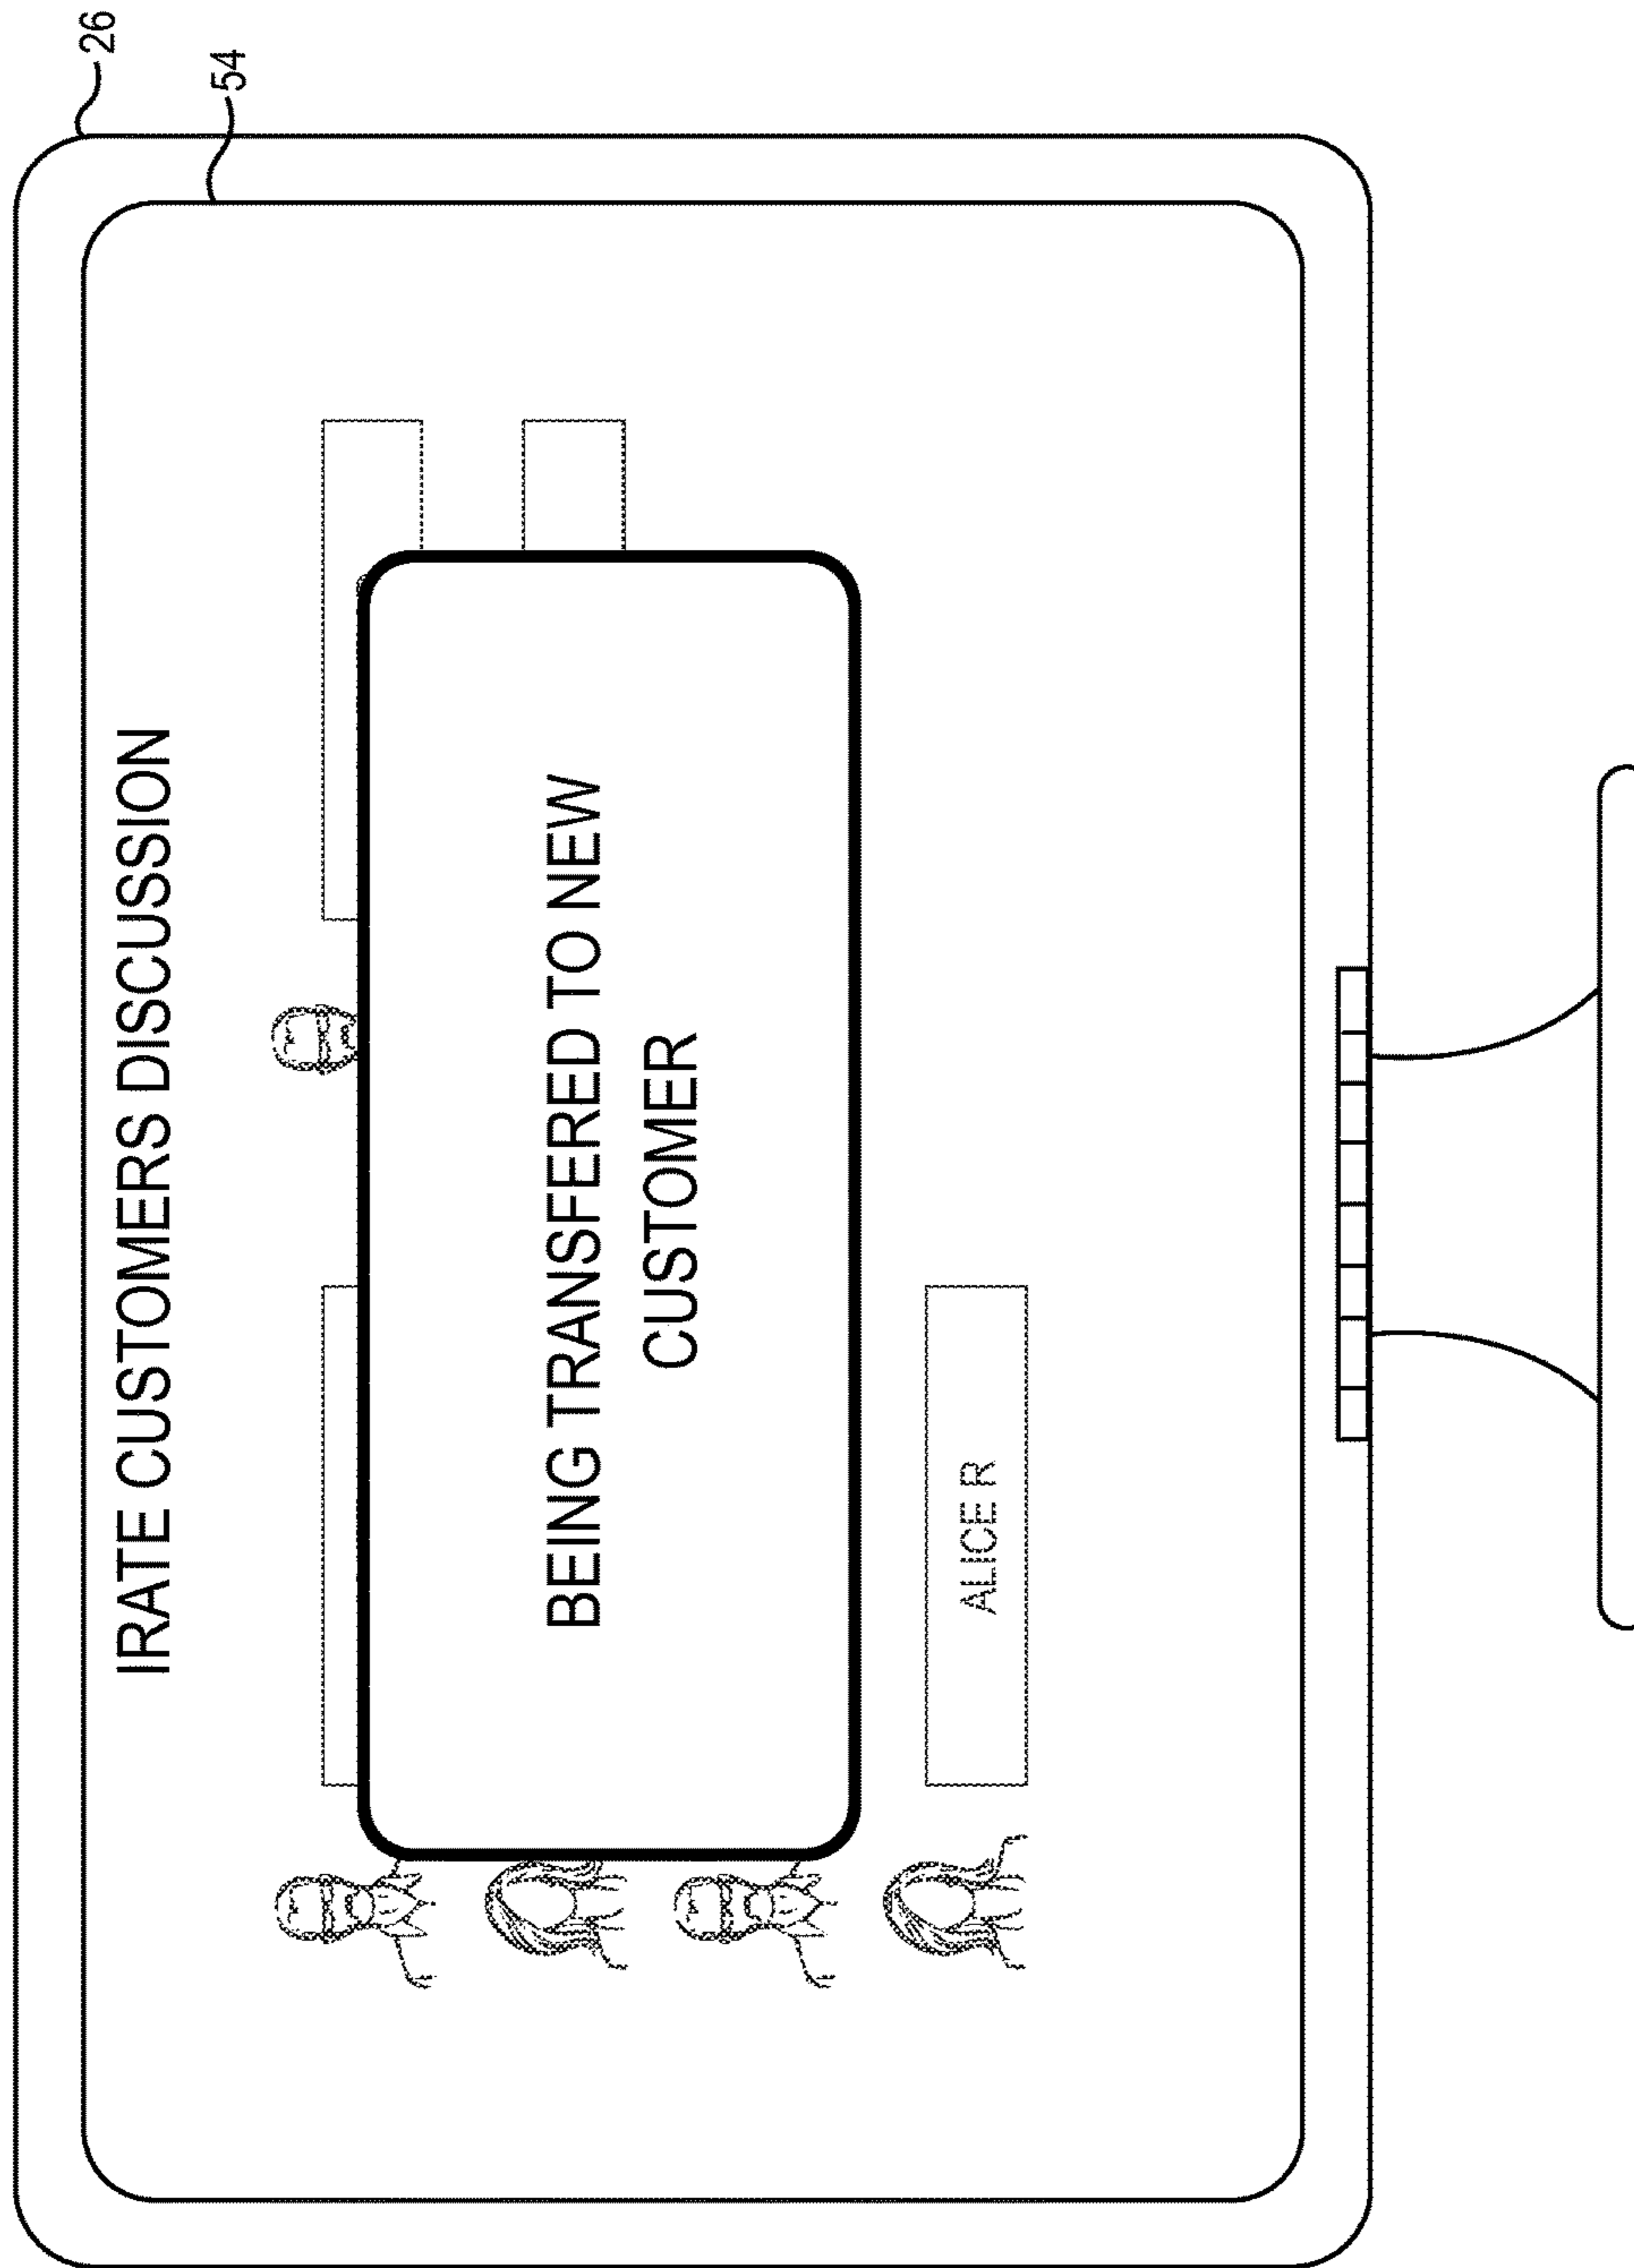 26
54
IRATE CUSTOMERS DISCUSSION
BEING TRANSFERED TO NEW
CUSTOMER
ALICE R